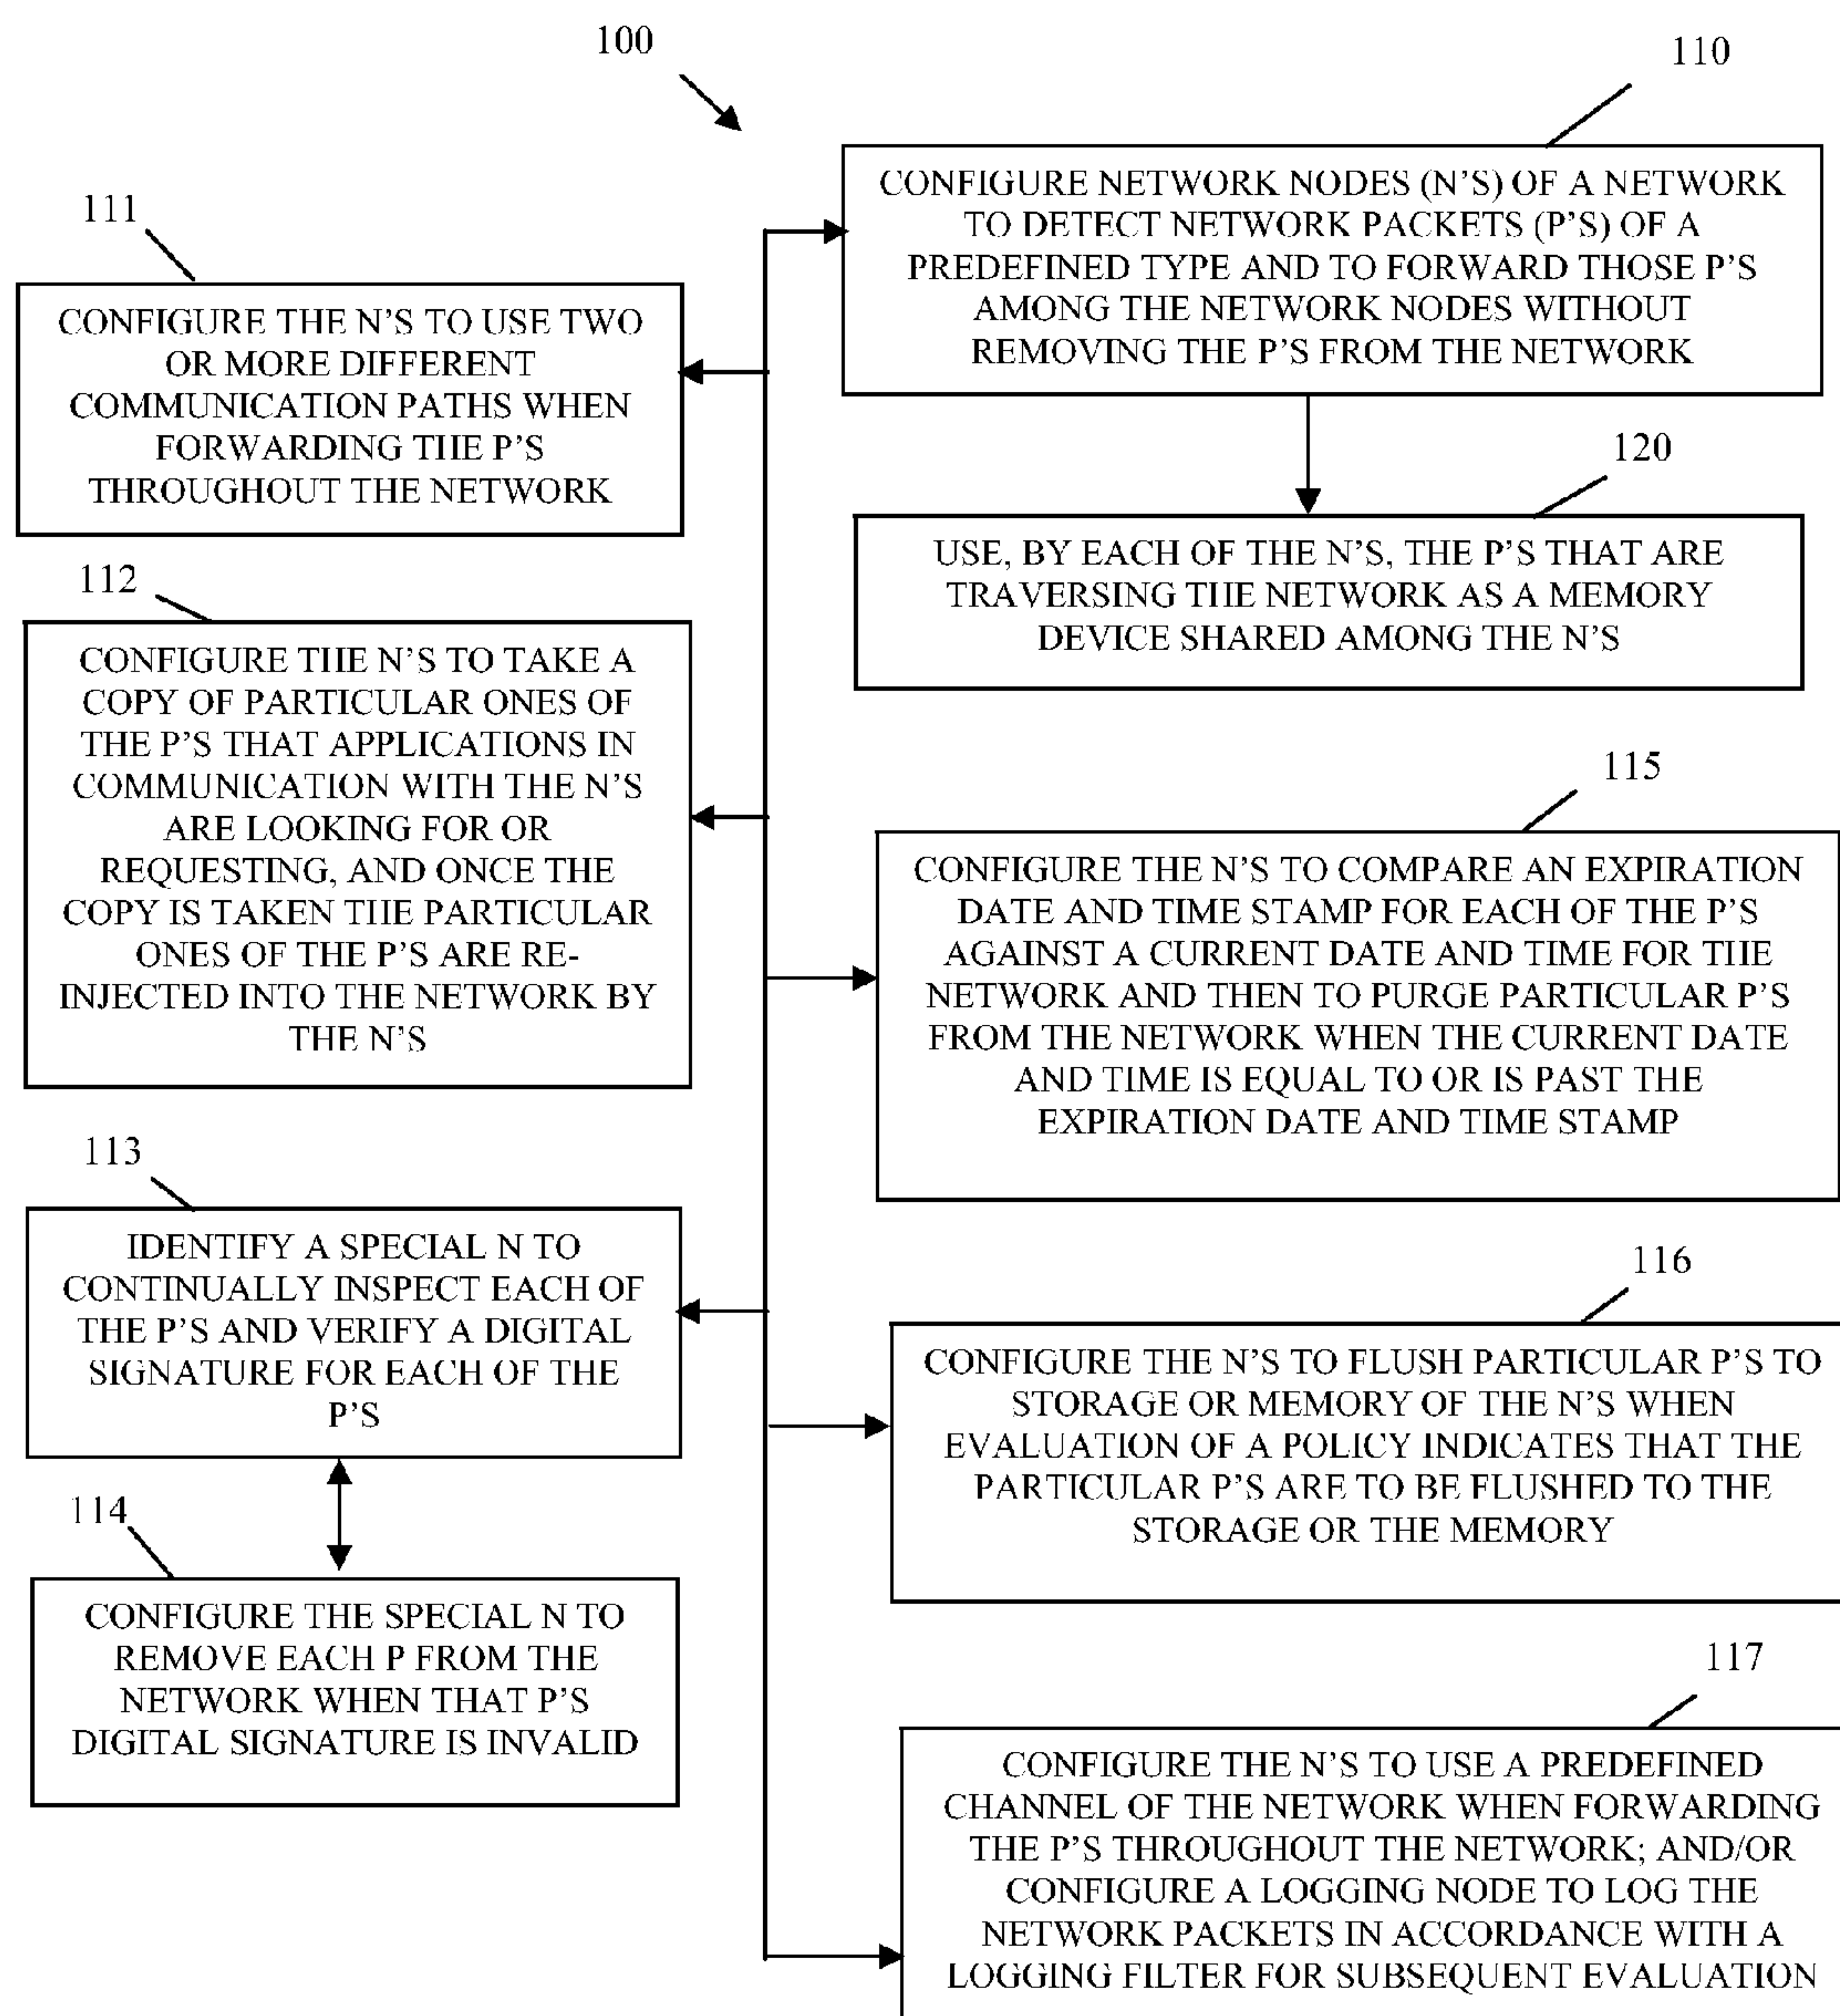 100
110
CONFIGURE NETWORK NODES (N'S) OF A NETWORK
TO DETECT NETWORK PACKETS (P'S) OF A
PREDEFINED TYPE AND TO FORWARD THOSE P'S
AMONG THE NETWORK NODES WITHOUT
REMOVING THE P'S FROM THE NETWORK
111
CONFIGURE THE N'S TO USE TWO
OR MORE DIFFERENT
COMMUNICATION PATHS WHEN
FORWARDING THE P'S
THROUGHOUT THE NETWORK
120
USE, BY EACH OF THE N'S, THE P'S THAT ARE
TRAVERSING THE NETWORK AS A MEMORY
DEVICE SHARED AMONG THE N'S
112
CONFIGURE THE N'S TO TAKE A
COPY OF PARTICULAR ONES OF
THE P'S THAT APPLICATIONS IN
COMMUNICATION WITH THE N'S
ARE LOOKING FOR OR
REQUESTING, AND ONCE THE
COPY IS TAKEN THE PARTICULAR
ONES OF THE P'S ARE RE-
INJECTED INTO THE NETWORK BY
THE N'S
115
CONFIGURE THE N'S TO COMPARE AN EXPIRATION
DATE AND TIME STAMP FOR EACH OF THE P'S
AGAINST A CURRENT DATE AND TIME FOR THE
NETWORK AND THEN TO PURGE PARTICULAR P'S
FROM THE NETWORK WHEN THE CURRENT DATE
AND TIME IS EQUAL TO OR IS PAST THE
EXPIRATION DATE AND TIME STAMP
113
IDENTIFY A SPECIAL N TO
CONTINUALLY INSPECT EACH OF
THE P'S AND VERIFY A DIGITAL
SIGNATURE FOR EACH OF THE
P'S
116
CONFIGURE THE N'S TO FLUSH PARTICULAR P'S TO
STORAGE OR MEMORY OF THE N'S WHEN
EVALUATION OF A POLICY INDICATES THAT THE
PARTICULAR P'S ARE TO BE FLUSHED TO THE
STORAGE OR THE MEMORY
114
CONFIGURE THE SPECIAL N TO
REMOVE EACH P FROM THE
NETWORK WHEN THAT P'S
DIGITAL SIGNATURE IS INVALID
117
CONFIGURE THE N'S TO USE A PREDEFINED
CHANNEL OF THE NETWORK WHEN FORWARDING
THE P'S THROUGHOUT THE NETWORK; AND/OR
CONFIGURE A LOGGING NODE TO LOG THE
NETWORK PACKETS IN ACCORDANCE WITH A
LOGGING FILTER FOR SUBSEQUENT EVALUATION